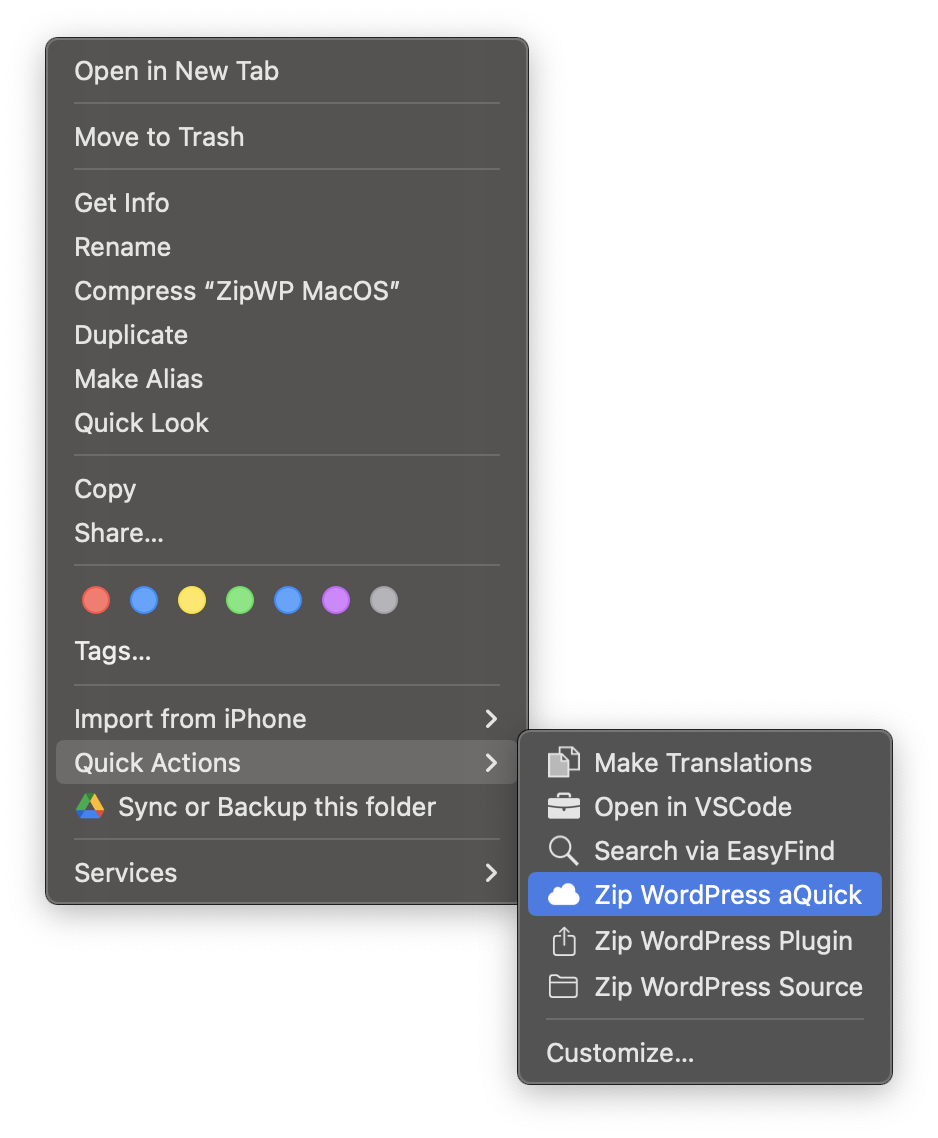 Open in New Tab
Move to Trash
Get Info
Rename
Compress “ZipWP MacOS”
Duplicate
Make Alias
Quick Look
Copy
Share...
Tags...
Import from iPhone
Quick Actions
Sync or Backup this folder
Services
Make Translations
Open in VSCode
Search via EasyFind
Zip WordPress aQuick
Zip WordPress Plugin
Zip WordPress Source
Customize...